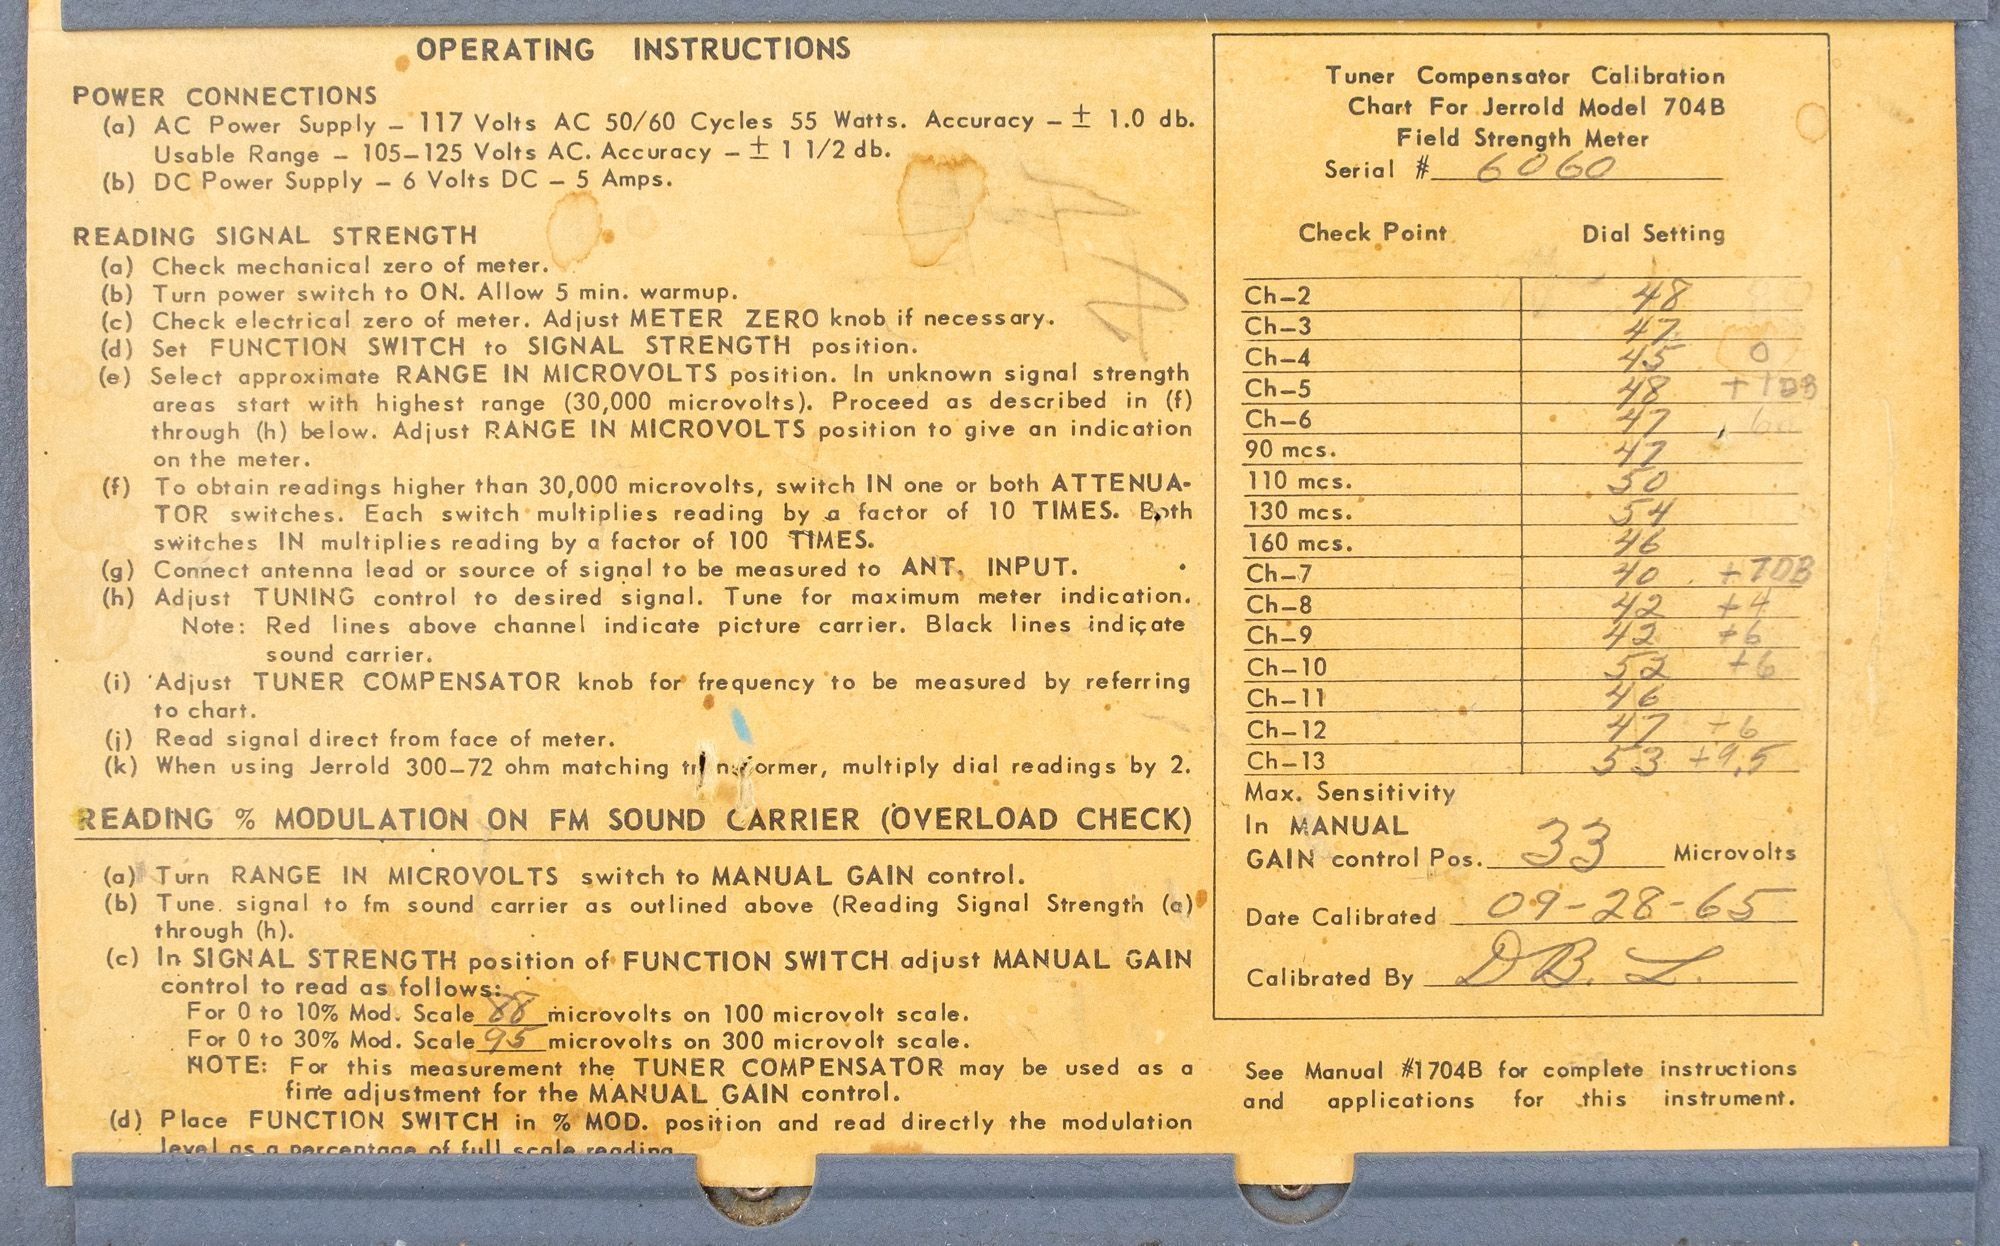 OPERATING INSTRUCTIONS
POWER CONNECTIONS
(a) AC Power Supply – 117 Volts AC 50/60 Cycles 55 Watts. Accuracy – ± 1.0 db.
Usable Range – 105–125 Volts AC. Accuracy – ± 1 1/2 db.
(b) DC Power Supply – 6 Volts DC – 5 Amps.
READING SIGNAL STRENGTH
(a) Check mechanical zero of meter.
(b) Turn power switch to ON. Allow 5 min. warmup.
(c) Check electrical zero of meter. Adjust METER ZERO knob if necessary.
(d) Set FUNCTION SWITCH to SIGNAL STRENGTH position.
(e) Select approximate RANGE IN MICROVOLTS position. In unknown signal strength
areas start with highest range (30,000 microvolts). Proceed as described in (f)
through (h) below. Adjust RANGE IN MICROVOLTS position to give an indication
on the meter.
(f) To obtain readings higher than 30,000 microvolts, switch IN one or both ATTENUA-
TOR switches. Each switch multiplies reading by a factor of 10 TIMES. Both
switches IN multiplies reading by a factor of 100 TIMES.
(g) Connect antenna lead or source of signal to be measured to ANT. INPUT.
(h) Adjust TUNING control to desired signal. Tune for maximum meter indication.
Note: Red lines above channel indicate picture carrier. Black lines indicate
sound carrier.
(i) Adjust TUNER COMPENSATOR knob for frequency to be measured by referring
to chart.
(j) Read signal direct from face of meter.
(k) When using Jerrold 300–72 ohm matching transformer, multiply dial readings by 2.
READING % MODULATION ON FM SOUND CARRIER (OVERLOAD CHECK)
(a) Turn RANGE IN MICROVOLTS switch to MANUAL GAIN control.
(b) Tune signal to fm sound carrier as outlined above (Reading Signal Strength (a)
through (h).
(c) In SIGNAL STRENGTH position of FUNCTION SWITCH adjust MANUAL GAIN
control to read as follows:
For 0 to 10% Mod. Scale 88 microvolts on 100 microvolt scale.
For 0 to 30% Mod. Scale 95 microvolts on 300 microvolt scale.
NOTE: For this measurement the TUNER COMPENSATOR may be used as a
fine adjustment for the MANUAL GAIN control.
(d) Place FUNCTION SWITCH in % MOD. position and read directly the modulation
level as a percentage of full scale reading
Tuner Compensator Calibration
Chart For Jerrold Model 704B
Field Strength Meter
Serial # 6060
Check Point Dial Setting
Ch–2 48
Ch–3 47
Ch–4 45 0
Ch–5 48 +1DB
Ch–6 47
90 mcs. 47
110 mcs. 50
130 mcs. 54
160 mcs. 46
Ch–7 40 +7DB
Ch–8 42 +4
Ch–9 42 +6
Ch–10 52 +6
Ch–11 46
Ch–12 47 +6
Ch–13 53 +9.5
Max. Sensitivity
In MANUAL
GAIN control Pos. 33 Microvolts
Date Calibrated 09-28-65
Calibrated By DB. L.
See Manual #1704B for complete instructions
and applications for this instrument.